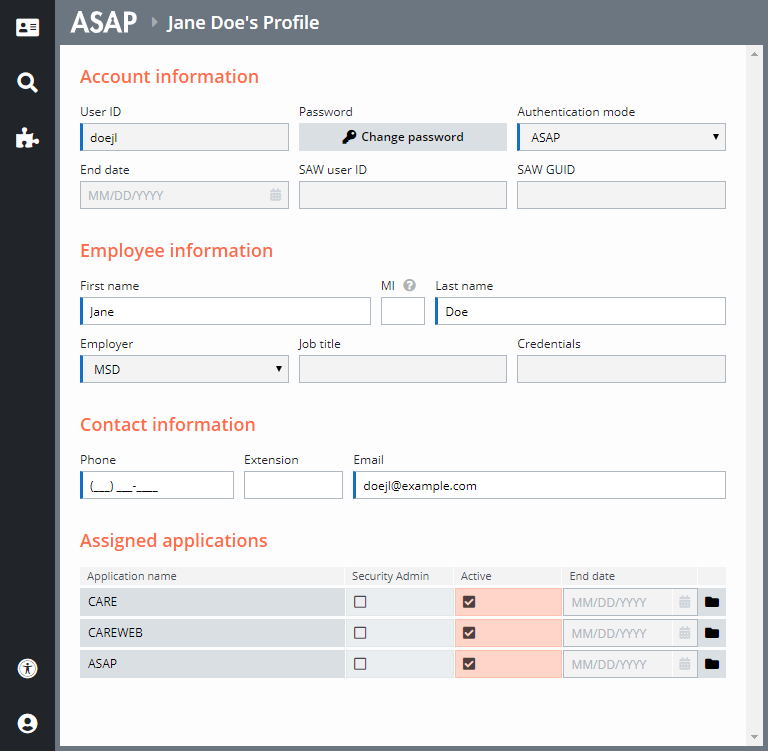 ASAP Jane Doe's Profile
Account information
User ID Password Authentication mode
doejl Change password ASAP
End date SAW user ID SAW GUID
MM/DD/YYYY
Employee information
First name MI Last name
Jane Doe
Employer Job title Credentials
MSD
Contact information
Phone Extension Email
(___) ___-____ doejl@example.com
Assigned applications
Application name Security Admin Active End date
CARE MM/DD/YYYY
CAREWEB MM/DD/YYYY
ASAP MM/DD/YYYY